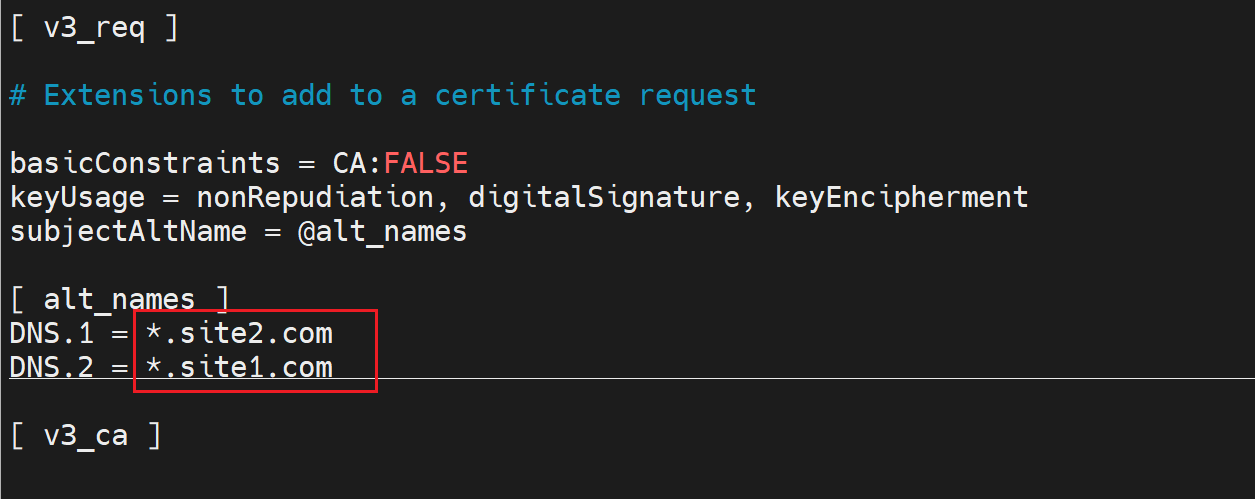 [ v3_req ]
# Extensions to add to a certificate request
basicConstraints = CA:FALSE
keyUsage = nonRepudiation, digitalSignature, keyEncipherment
subjectAltName = @alt_names
[ alt_names ]
DNS.1 = *.site2.com
DNS.2 = *.site1.com
[ v3_ca ]